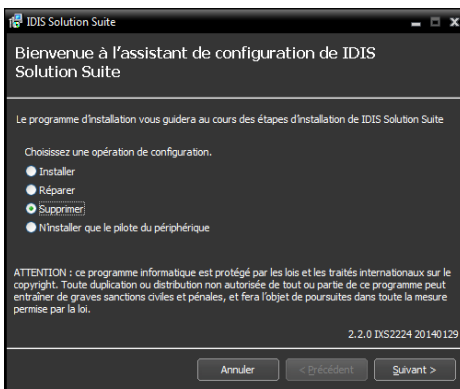 IDIS Solution Suite
Bienvenue à l'assistant de configuration de IDIS
Solution Suite
Le programme d'installation vous guidera au cours des étapes d'installation de IDIS Solution Suite
Choisissez une opération de configuration.
Installer
Réparer
Supprimer
N'installer que le pilote du périphérique
ATTENTION : ce programme informatique est protégé par les lois et les traités internationaux sur le
copyright. Toute duplication ou distribution non autorisée de tout ou partie de ce programme peut
entraîner de graves sanctions civiles et pénales, et fera l'objet de poursuites dans toute la mesure
permise par la loi.
2.2.0 IXS2224 20140129
Annuler
< Précédent
Suivant >